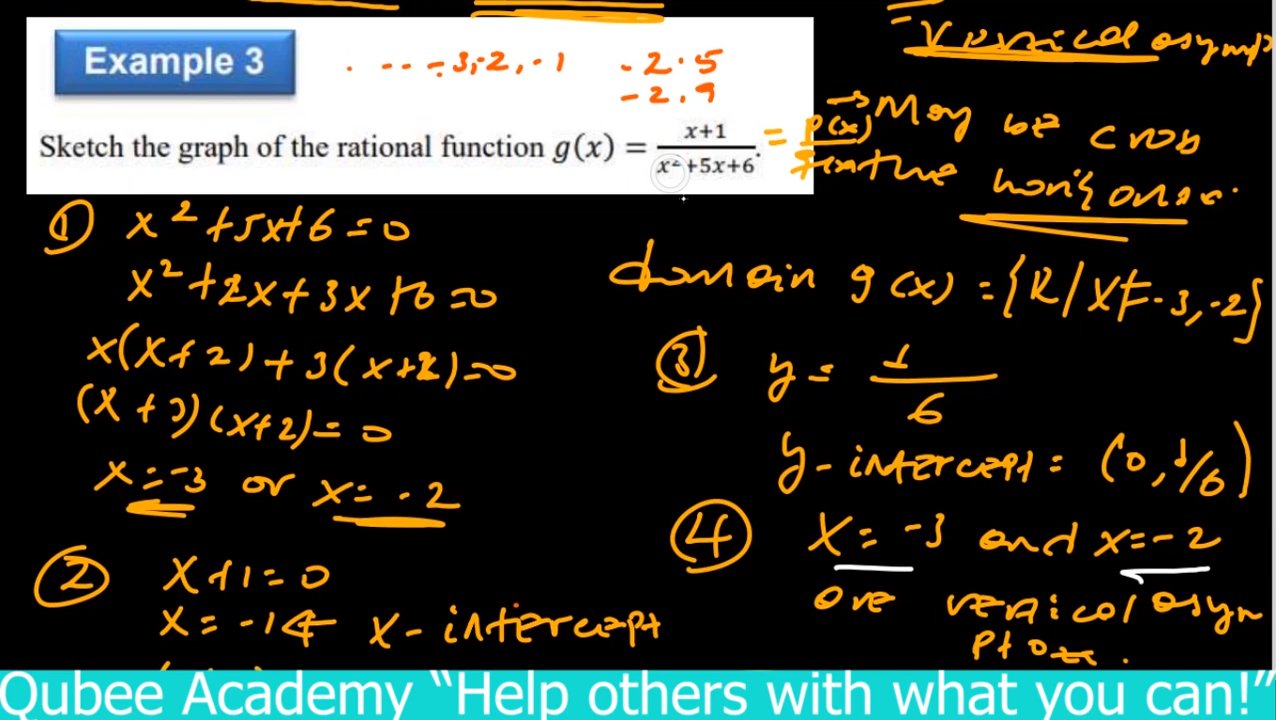 Vertical asymp
Example 3
. - - - -3, -2, -1
-2.5
-2.9
Sketch the graph of the rational function g(x) = x+1 / x²+5x+6.
= P(x)
→ May be cross
the horizontal
① x² + 5x + 6 = 0
x² + 2x + 3x + 6 = 0
x(x+2) + 3(x+2) = 0
(x+3)(x+2) = 0
x = -3 or x = -2
② x+1 = 0
x = -1 ← x-intercept
domain g(x) = {R/x≠-3,-2}
③ y = 1/6
y-intercept = (0, 1/6)
④ x = -3 and x = -2
are vertical asym
ptote.
Qubee Academy “Help others with what you can!”